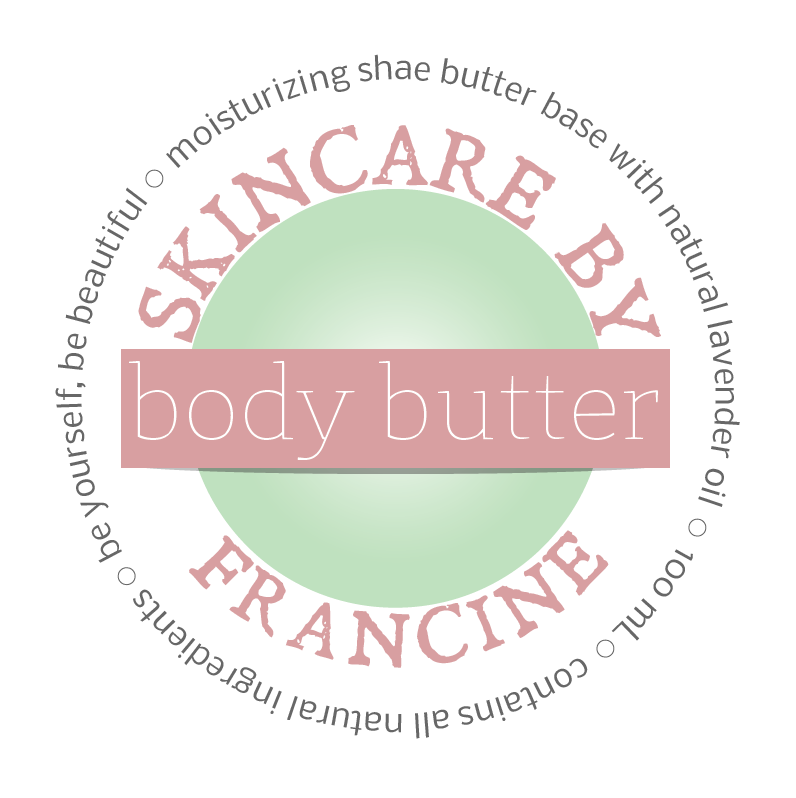 SKINCARE BY
body butter
FRANCINE
moisturizing shae butter base with natural lavender oil ○ 100 mL ○ contains all natural ingredients ○ be yourself, be beautiful ○